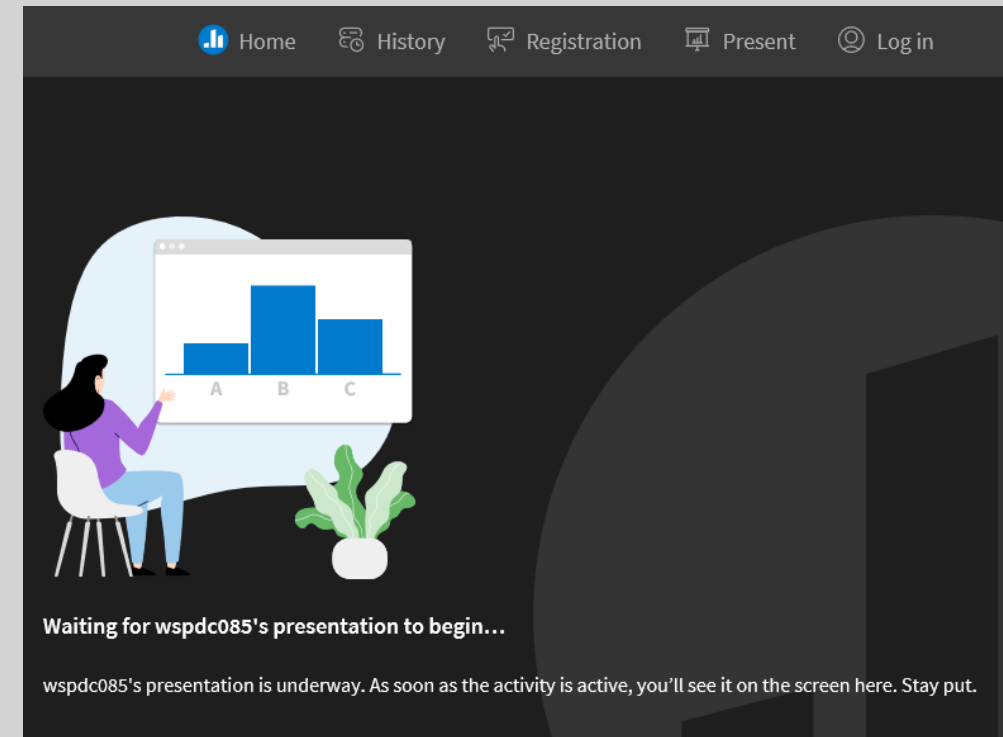 Home History Registration Present Log in
A B C
Waiting for wspdc085's presentation to begin…
wspdc085's presentation is underway. As soon as the activity is active, you’ll see it on the screen here. Stay put.